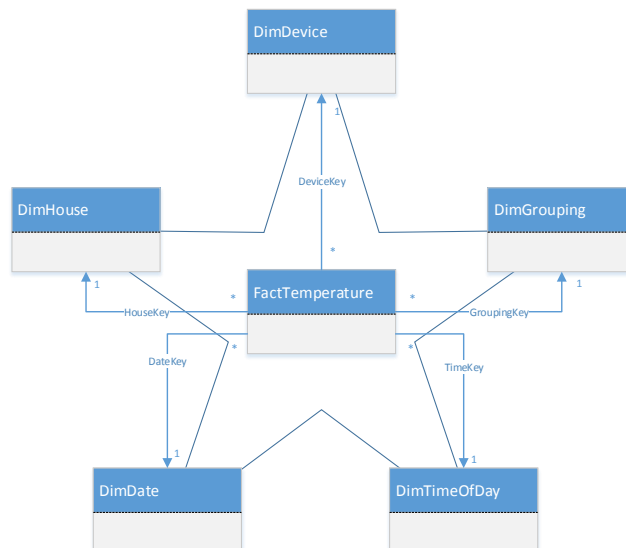 DimDevice
1
DeviceKey
*
DimHouse
DimGrouping
1
*
FactTemperature
*
1
HouseKey
GroupingKey
*
*
DateKey
TimeKey
1
1
DimDate
DimTimeOfDay